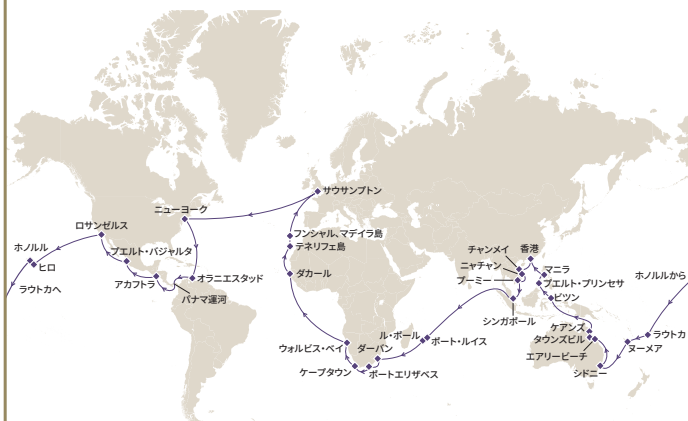 サウサンプトン
ニューヨーク
ロサンゼルス
フンシャル、マデイラ島
テネリフェ島
ホノルル
ヒロ
プエルト・バジャルタ
チャンメイ
香港
ニャチャン
マニラ
プーミー
プエルト・プリンセサ
ホノルルから
オラニエスタッド
ダカール
アカフトラ
ラウトカへ
パナマ運河
ビツン
シンガポール
ケアンズ
ラウトカ
タウンズビル
ヌーメア
ル・ポール
ポート・ルイス
ウォルビス・ベイ
ダーバン
エアリービーチ
ケープタウン
ポートエリザベス
シドニー